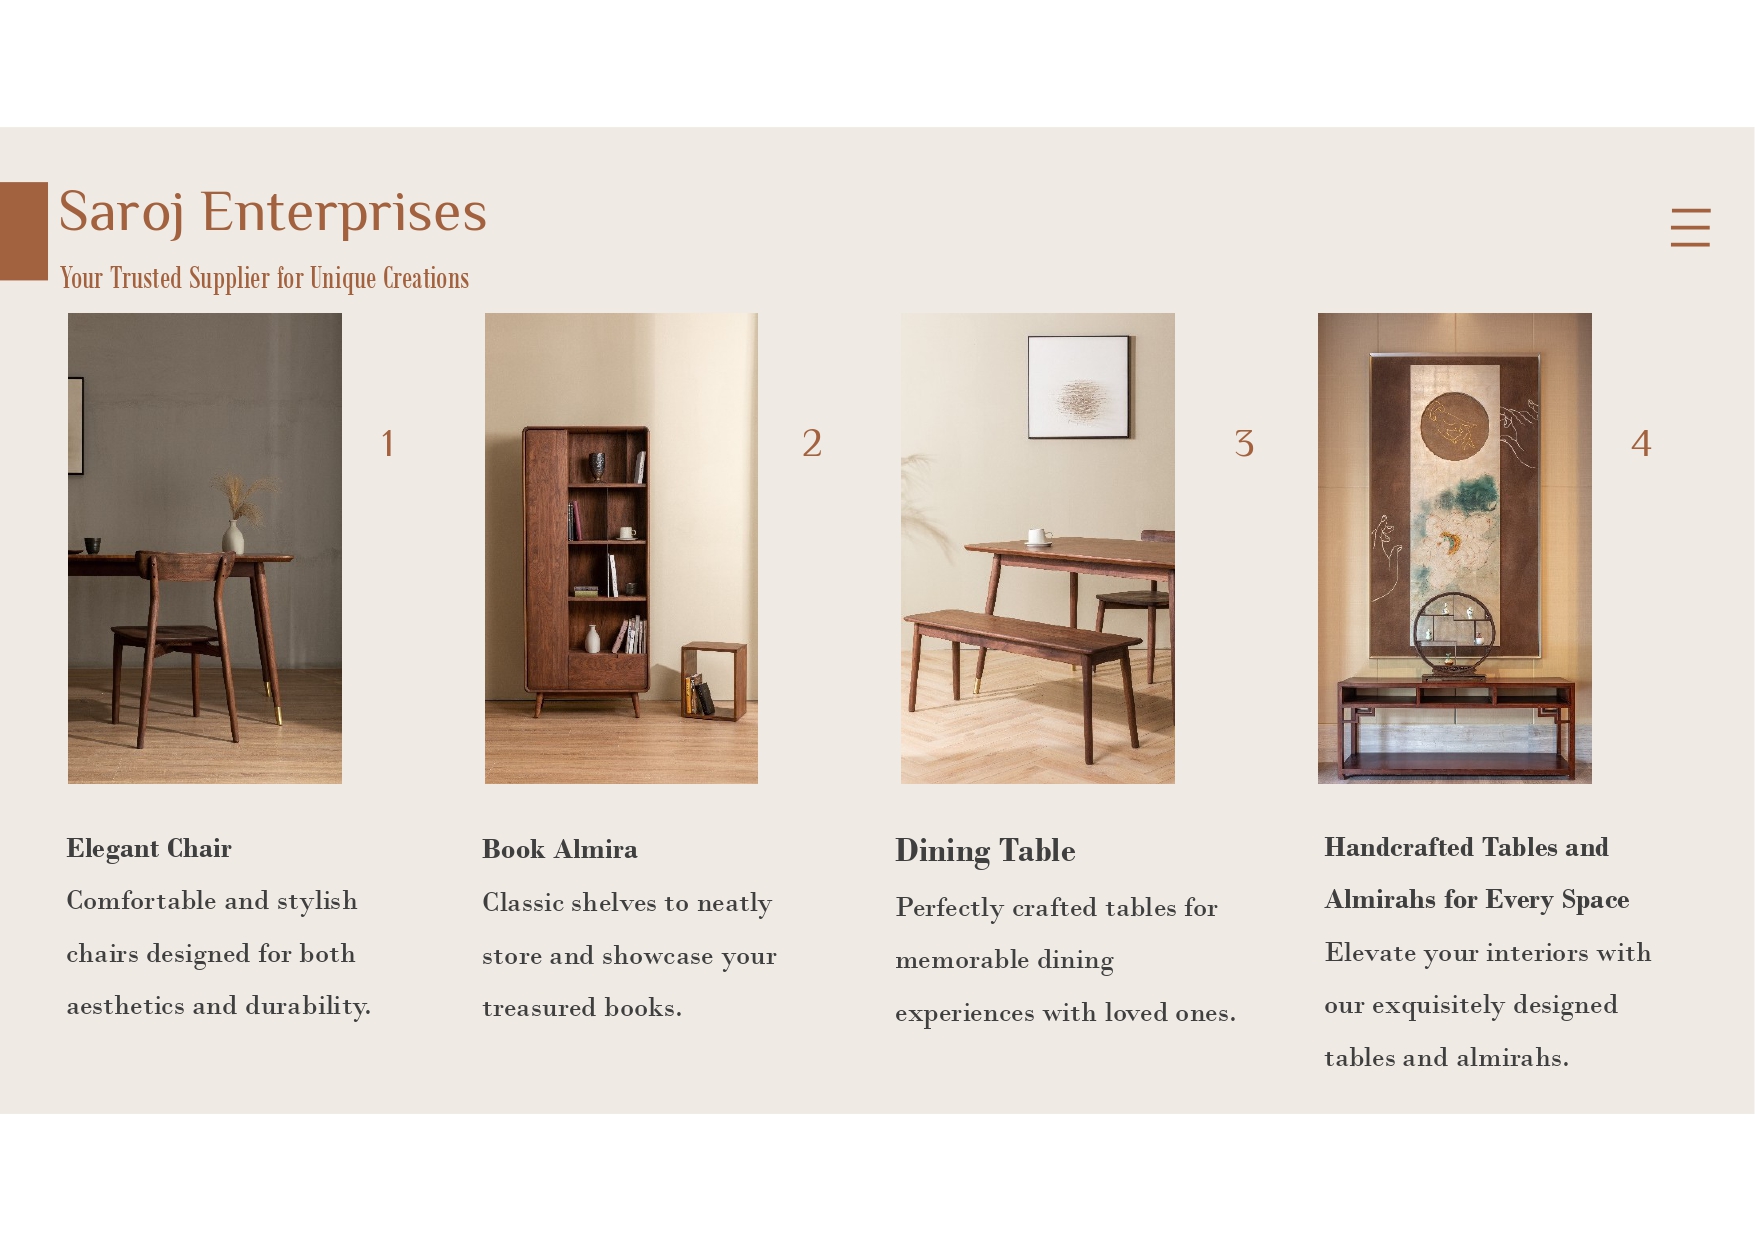 Saroj Enterprises
Your Trusted Supplier for Unique Creations
1
2
3
4
Elegant Chair
Comfortable and stylish
chairs designed for both
aesthetics and durability.
Book Almira
Classic shelves to neatly
store and showcase your
treasured books.
Dining Table
Perfectly crafted tables for
memorable dining
experiences with loved ones.
Handcrafted Tables and
Almirahs for Every Space
Elevate your interiors with
our exquisitely designed
tables and almirahs.